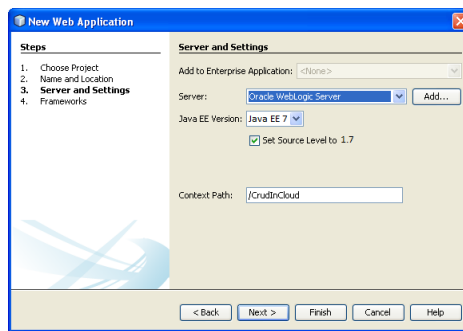 New Web Application
Steps
1. Choose Project
2. Name and Location
3. Server and Settings
4. Frameworks
Server and Settings
Add to Enterprise Application: <None>
Server: Oracle WebLogic Server Add...
Java EE Version: Java EE 7
Set Source Level to 1.7
Context Path: /CrudInCloud
< Back Next > Finish Cancel Help